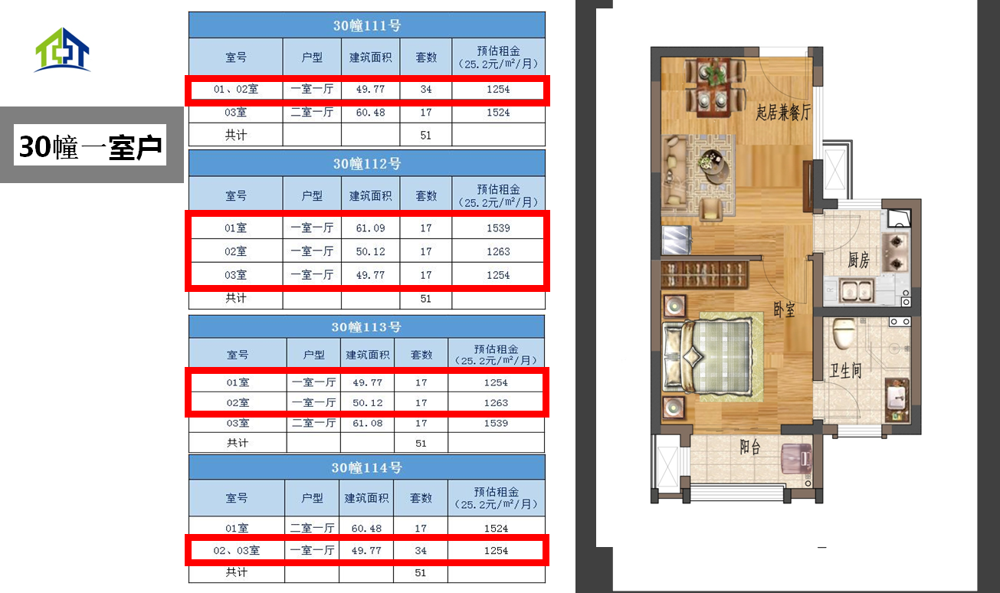 30幢一室户
30幢111号
室号 户型 建筑面积 套数 预估租金
(25.2元/㎡/月)
01、02室 一室一厅 49.77 34 1254
03室 二室一厅 60.48 17 1524
共计 51
30幢112号
室号 户型 建筑面积 套数 预估租金
(25.2元/㎡/月)
01室 一室一厅 61.09 17 1539
02室 一室一厅 50.12 17 1263
03室 一室一厅 49.77 17 1254
共计 51
30幢113号
室号 户型 建筑面积 套数 预估租金
(25.2元/㎡/月)
01室 一室一厅 49.77 17 1254
02室 一室一厅 50.12 17 1263
03室 二室一厅 61.08 17 1539
共计 51
30幢114号
室号 户型 建筑面积 套数 预估租金
(25.2元/㎡/月)
01室 二室一厅 60.48 17 1524
02、03室 一室一厅 49.77 34 1254
共计 51
起居兼餐厅
厨房
卧室
卫生间
阳台